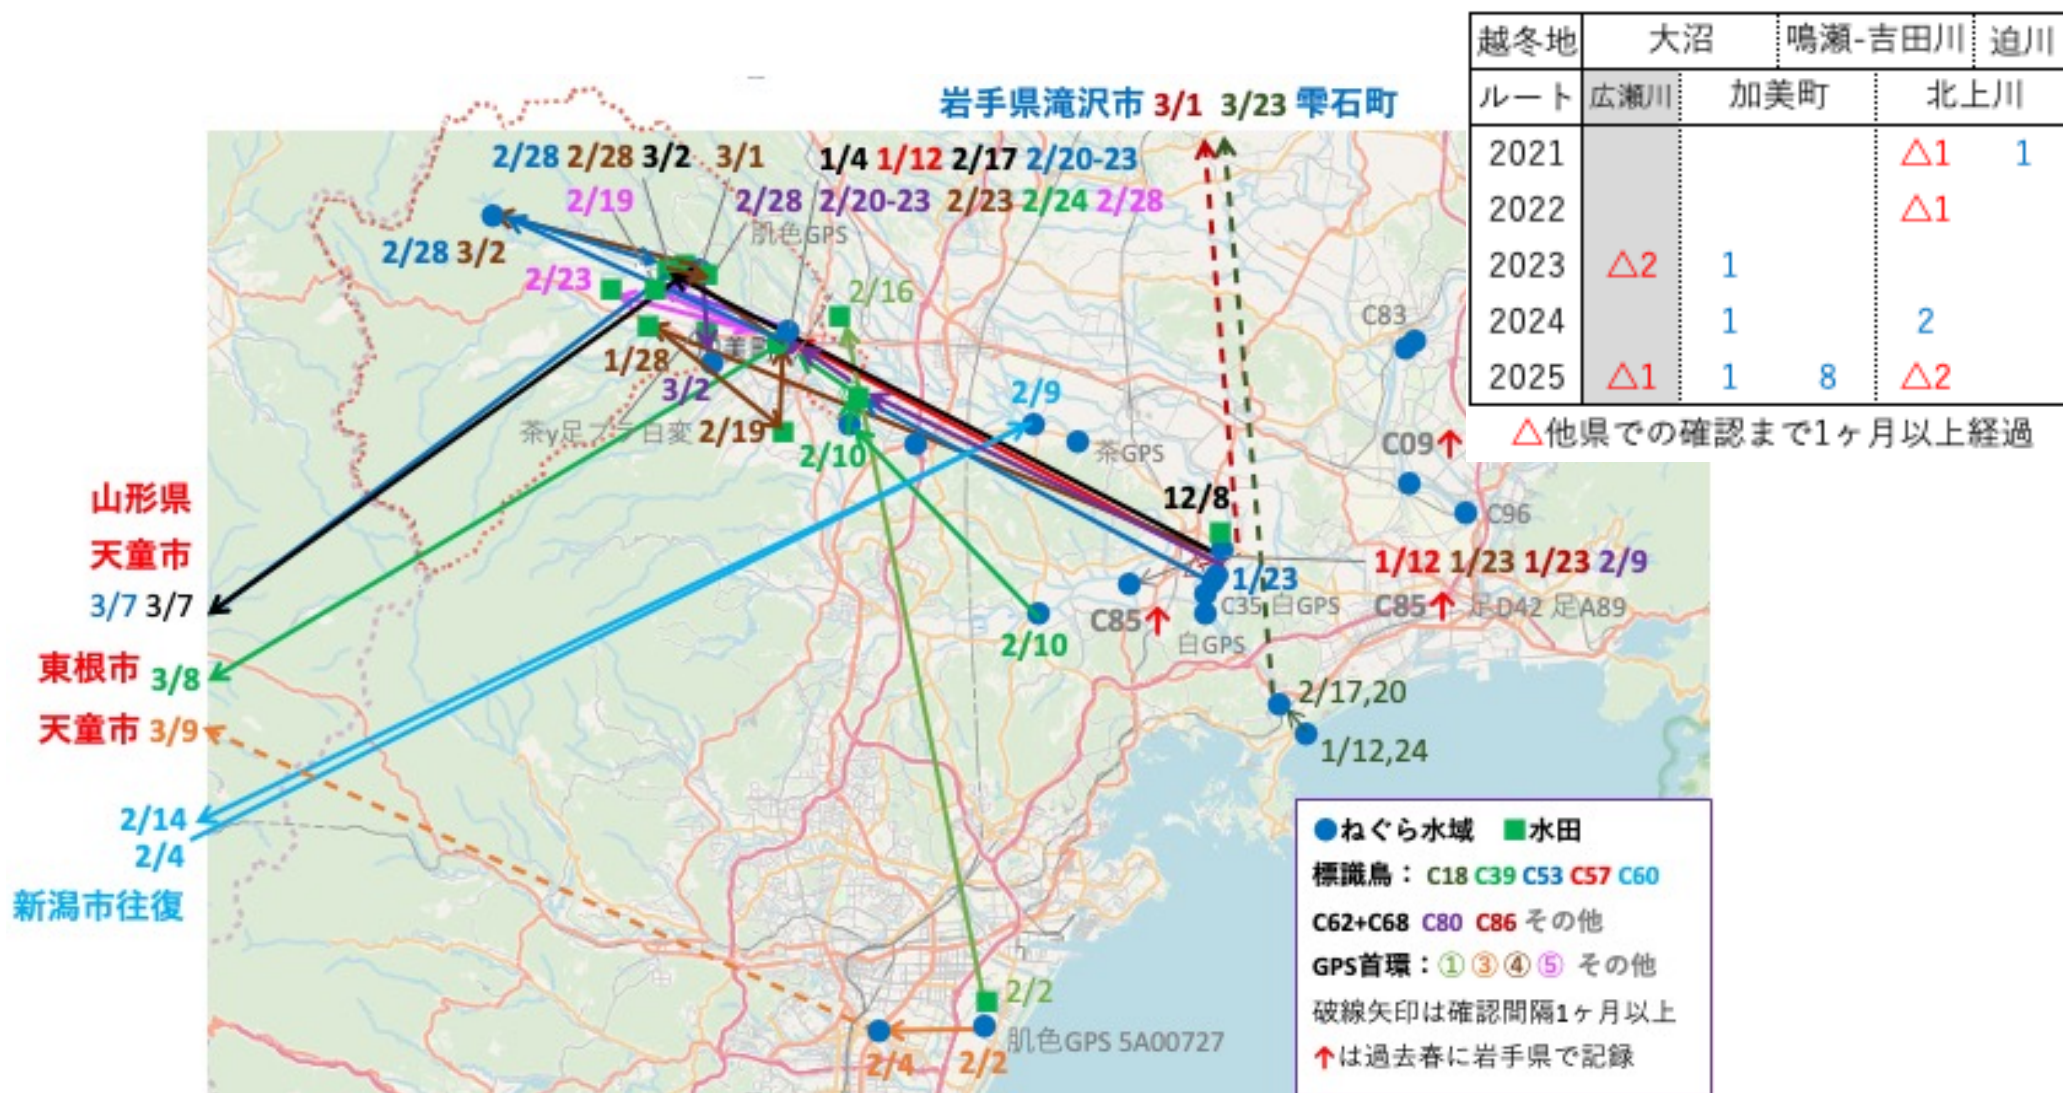 越冬地 大沼 鳴瀬-吉田川 迫川
ルート 広瀬川 加美町 北上川
2021 △1 1
2022 △1
2023 △2 1
2024 1 2
2025 △1 1 8 △2
△他県での確認まで1ヶ月以上経過
岩手県滝沢市 3/1 3/23 雫石町
2/28 2/28 3/2 3/1 1/4 1/12 2/17 2/20-23
2/19 2/28 2/20-23 2/23 2/24 2/28
肌色GPS
2/28 3/2
2/23
2/16
C83
1/28
3/2
2/9
茶y足プラ白変 2/19
2/10
茶GPS
C09↑
12/8
C96
山形県
天童市
3/7 3/7
1/12 1/23 1/23 2/9
1/23
C35 白GPS
C85↑
C85↑ 足D42 足A89
白GPS
2/10
東根市 3/8
天童市 3/9
2/17,20
1/12,24
2/14
2/4
新潟市往復
2/2
肌色GPS 5A00727
2/4 2/2
●ねぐら水域 ■水田
標識鳥： C18 C39 C53 C57 C60
C62+C68 C80 C86 その他
GPS首環：① ③ ④ ⑤ その他
破線矢印は確認間隔1ヶ月以上
↑は過去春に岩手県で記録